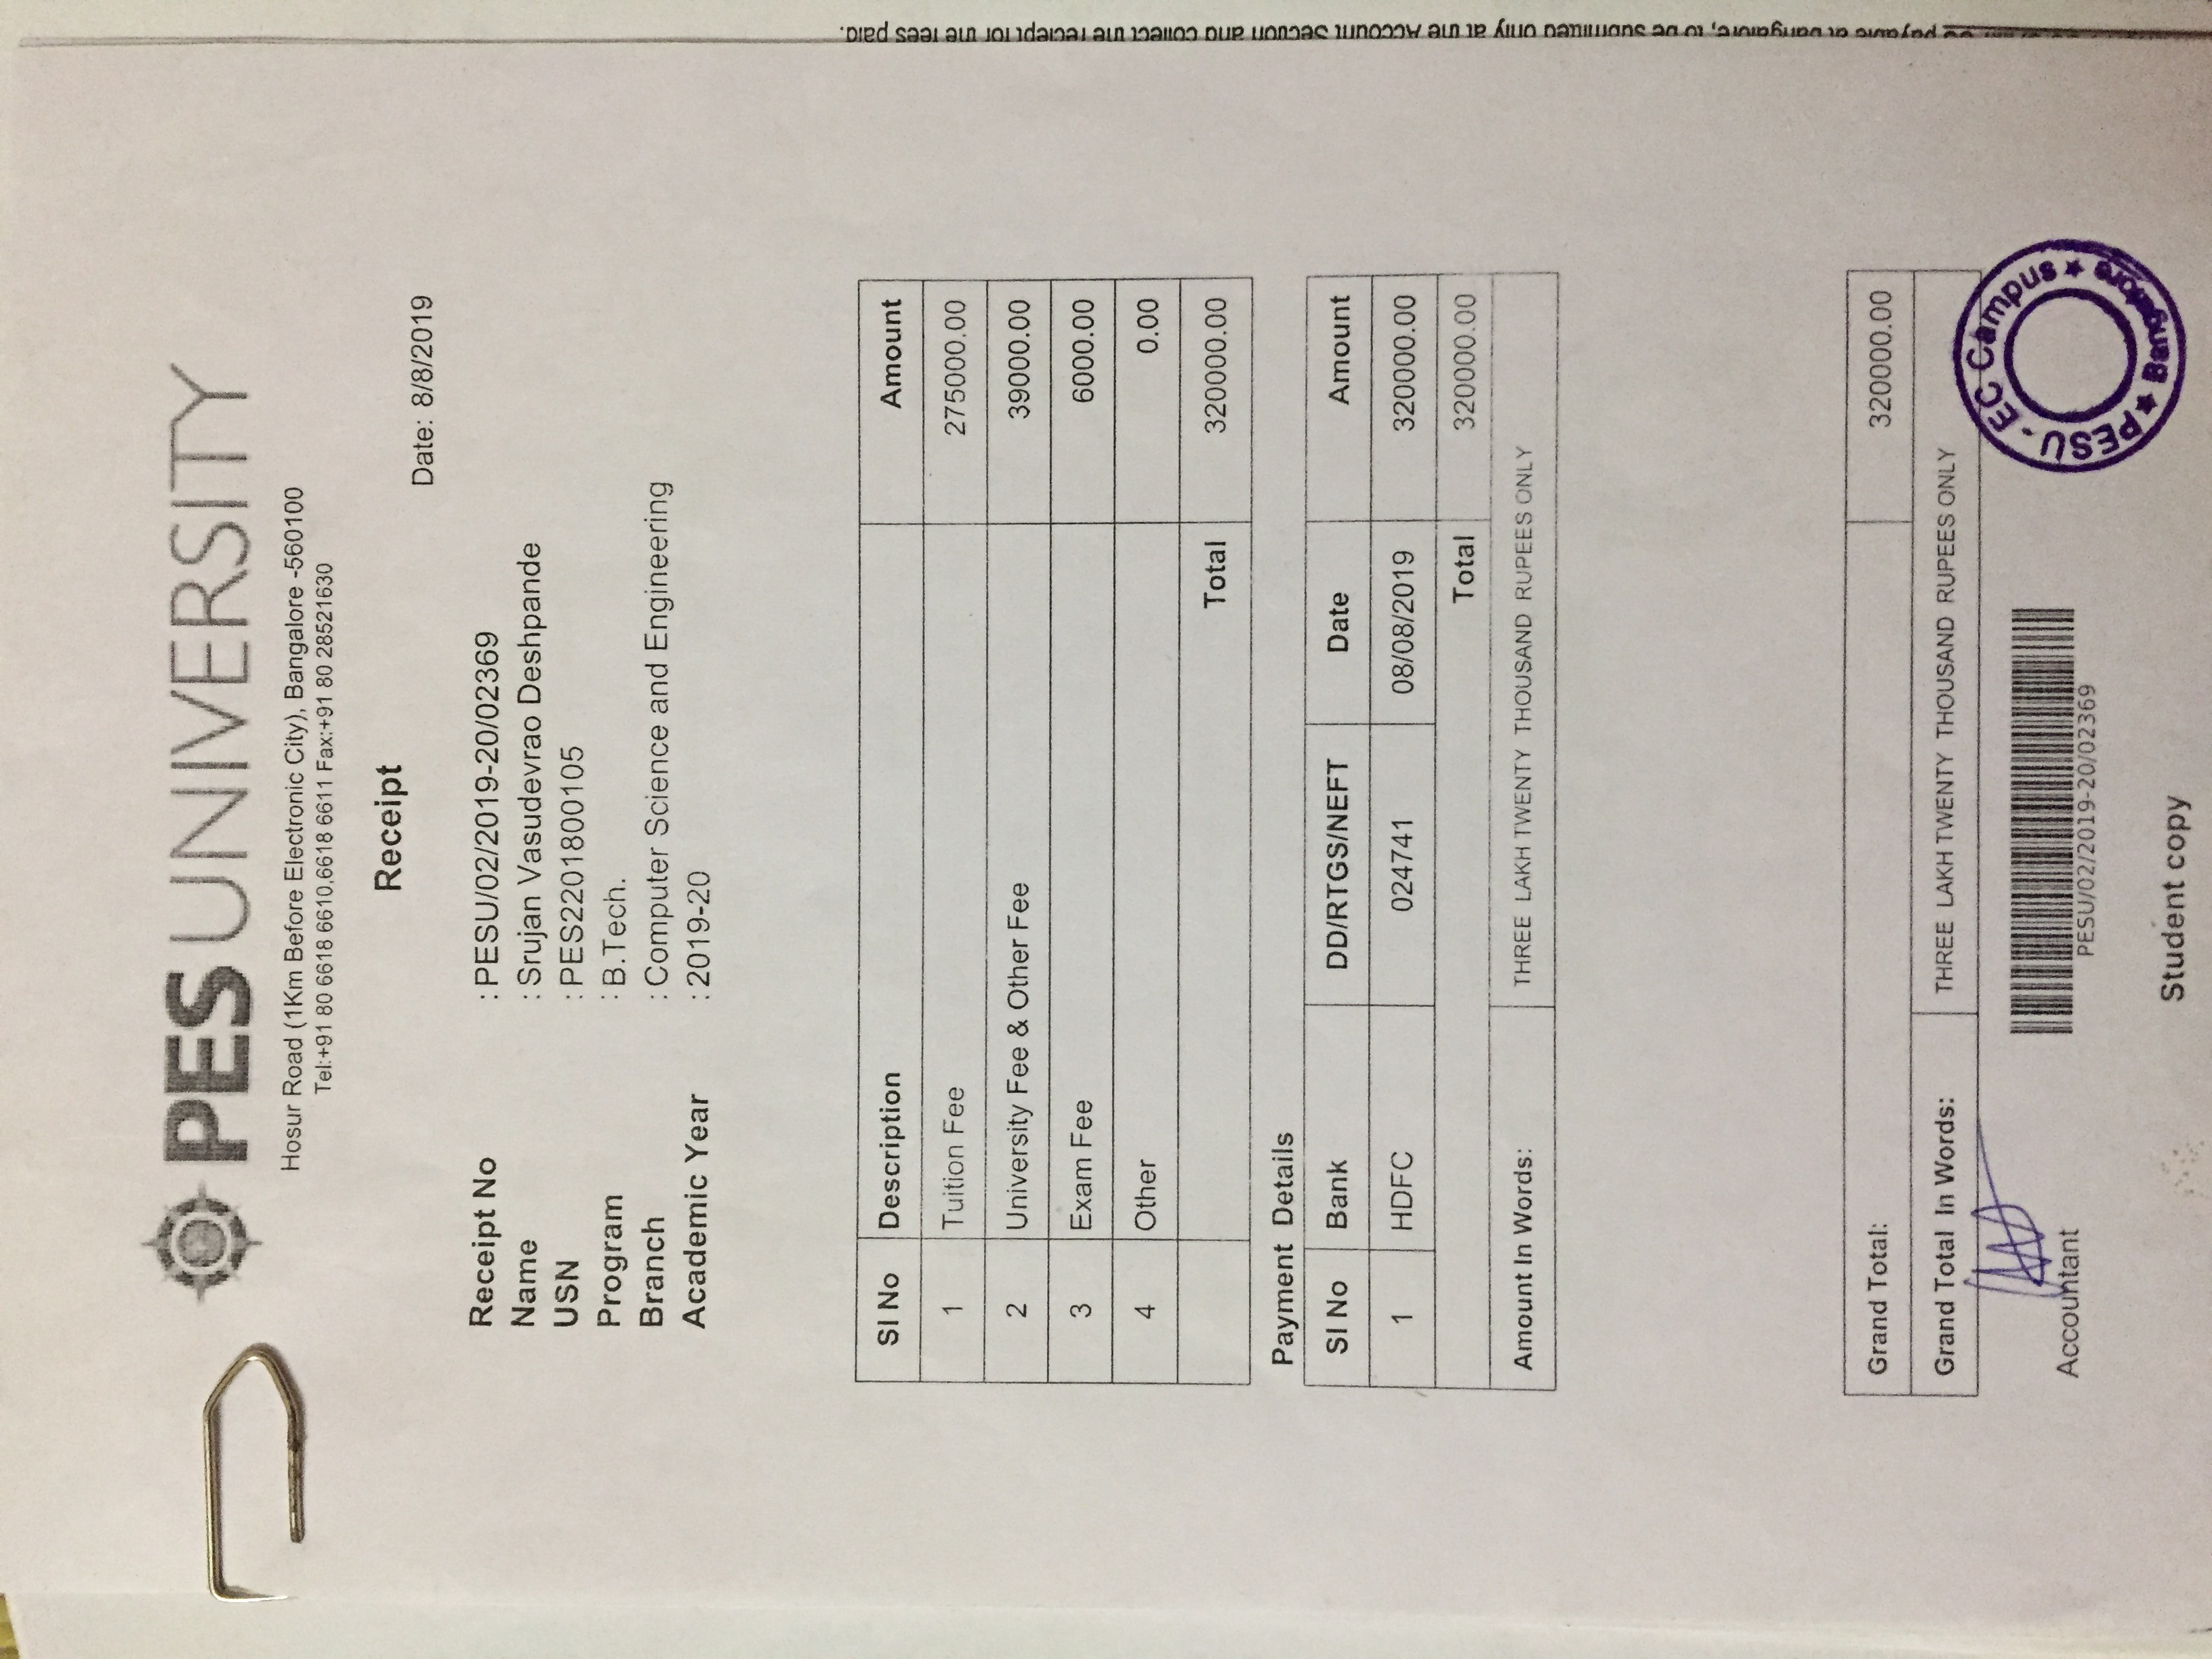 PES UNIVERSITY
Hosur Road (1Km Before Electronic City), Bangalore -560100
Tel:+91 80 6618 6610,6618 6611 Fax:+91 80 28521630
Receipt
Date: 8/8/2019
Receipt No : PESU/02/2019-20/02369
Name : Srujan Vasudevrao Deshpande
USN : PES2201800105
Program : B.Tech.
Branch : Computer Science and Engineering
Academic Year : 2019-20
Sl No Description Amount
1 Tuition Fee 275000.00
2 University Fee & Other Fee 39000.00
3 Exam Fee 6000.00
4 Other 0.00
Total 320000.00
Payment Details
Sl No Bank DD/RTGS/NEFT Date Amount
1 HDFC 024741 08/08/2019 320000.00
Total 320000.00
Amount In Words: THREE LAKH TWENTY THOUSAND RUPEES ONLY
Grand Total: 320000.00
Grand Total In Words: THREE LAKH TWENTY THOUSAND RUPEES ONLY
Accountant
PESU/02/2019-20/02369
PESU - EC Campus ★ Bangalore ★
Student copy
payable at Bangalore, to be submitted only at the Account Section and collect the reciept for the fees paid.